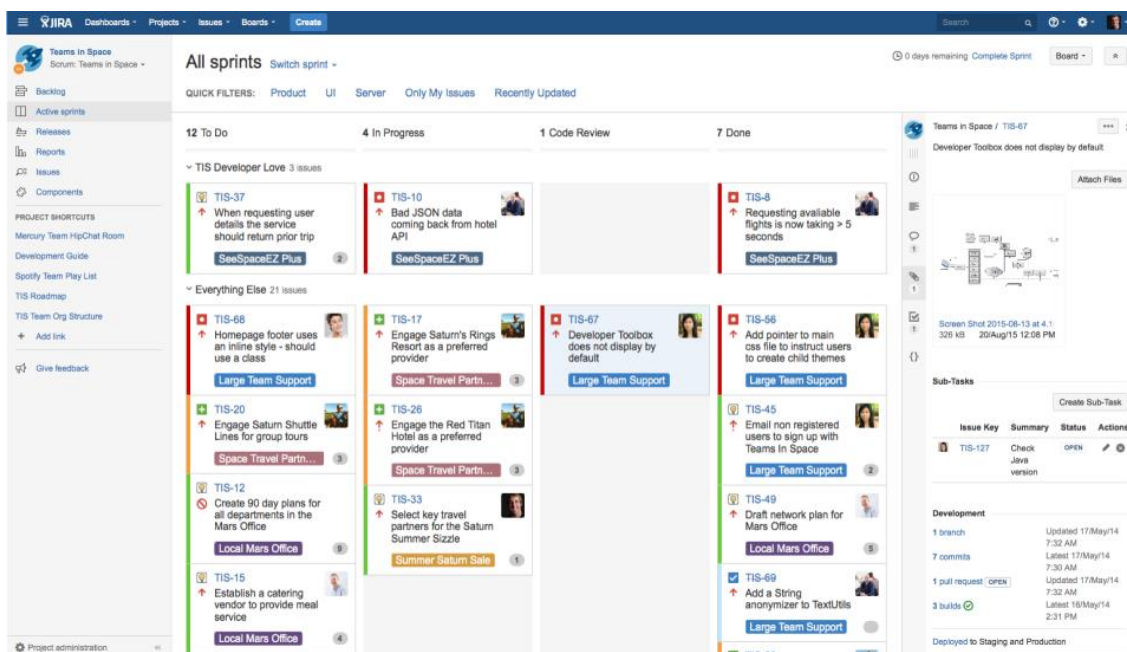 JIRA Dashboards Projects Issues Boards Create Search
Teams in Space
Scrum: Teams in Space
Backlog
Active sprints
Releases
Reports
Issues
Components
PROJECT SHORTCUTS
Mercury Team HipChat Room
Development Guide
Spotify Team Play List
TIS Roadmap
TIS Team Org Structure
+ Add link
Give feedback
Project administration
All sprints Switch sprint
0 days remaining Complete Sprint Board
QUICK FILTERS: Product UI Server Only My Issues Recently Updated
12 To Do
4 In Progress
1 Code Review
7 Done
TIS Developer Love 3 issues
TIS-37
When requesting user
details the service
should return prior trip
SeeSpaceEZ Plus 2
TIS-10
Bad JSON data
coming back from hotel
API
SeeSpaceEZ Plus
TIS-8
Requesting available
flights is now taking > 5
seconds
SeeSpaceEZ Plus
Everything Else 21 issues
TIS-68
Homepage footer uses
an inline style - should
use a class
Large Team Support
TIS-20
Engage Saturn Shuttle
Lines for group tours
Space Travel Partn... 3
TIS-12
Create 90 day plans for
all departments in the
Mars Office
Local Mars Office 9
TIS-15
Establish a catering
vendor to provide meal
service
Local Mars Office 4
TIS-17
Engage Saturn's Rings
Resort as a preferred
provider
Space Travel Partn... 3
TIS-26
Engage the Red Titan
Hotel as a preferred
provider
Space Travel Partn... 3
TIS-33
Select key travel
partners for the Saturn
Summer Sizzle
Summer Saturn Sale 1
TIS-67
Developer Toolbox
does not display by
default
Large Team Support
TIS-56
Add pointer to main
css file to instruct users
to create child themes
Large Team Support
TIS-45
Email non registered
users to sign up with
Teams In Space
Large Team Support 2
TIS-49
Draft network plan for
Mars Office
Local Mars Office 5
TIS-69
Add a String
anonymizer to TextUtils
Large Team Support
Teams in Space / TIS-67
Developer Toolbox does not display by default
Attach Files
1
1
1
Screen Shot 2015-08-13 at 4.1
326 kB 20/Aug/15 12:08 PM
Sub-Tasks
Create Sub-Task
Issue Key Summary Status Actions
TIS-127 Check OPEN
Java
version
Development
1 branch Updated 17/May/14
7:32 AM
7 commits Latest 17/May/14
7:30 AM
1 pull request OPEN Updated 17/May/14
7:32 AM
3 builds Latest 16/May/14
2:31 PM
Deployed to Staging and Production